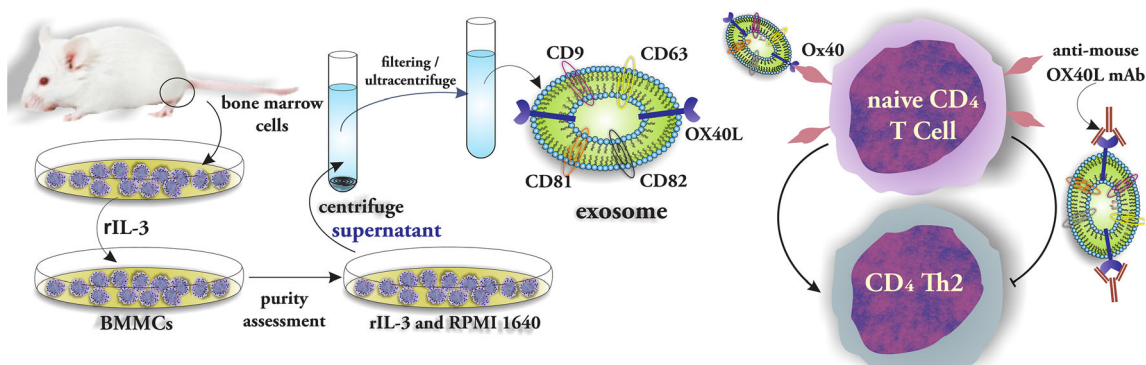 bone marrow
cells
rIL-3
BMMCs
purity
assessment
rIL-3 and RPMI 1640
centrifuge
supernatant
filtering /
ultracentrifuge
CD9
CD63
OX40L
CD81
CD82
exosome
Ox40
naive CD4
T Cell
anti-mouse
OX40L mAb
CD4 Th2